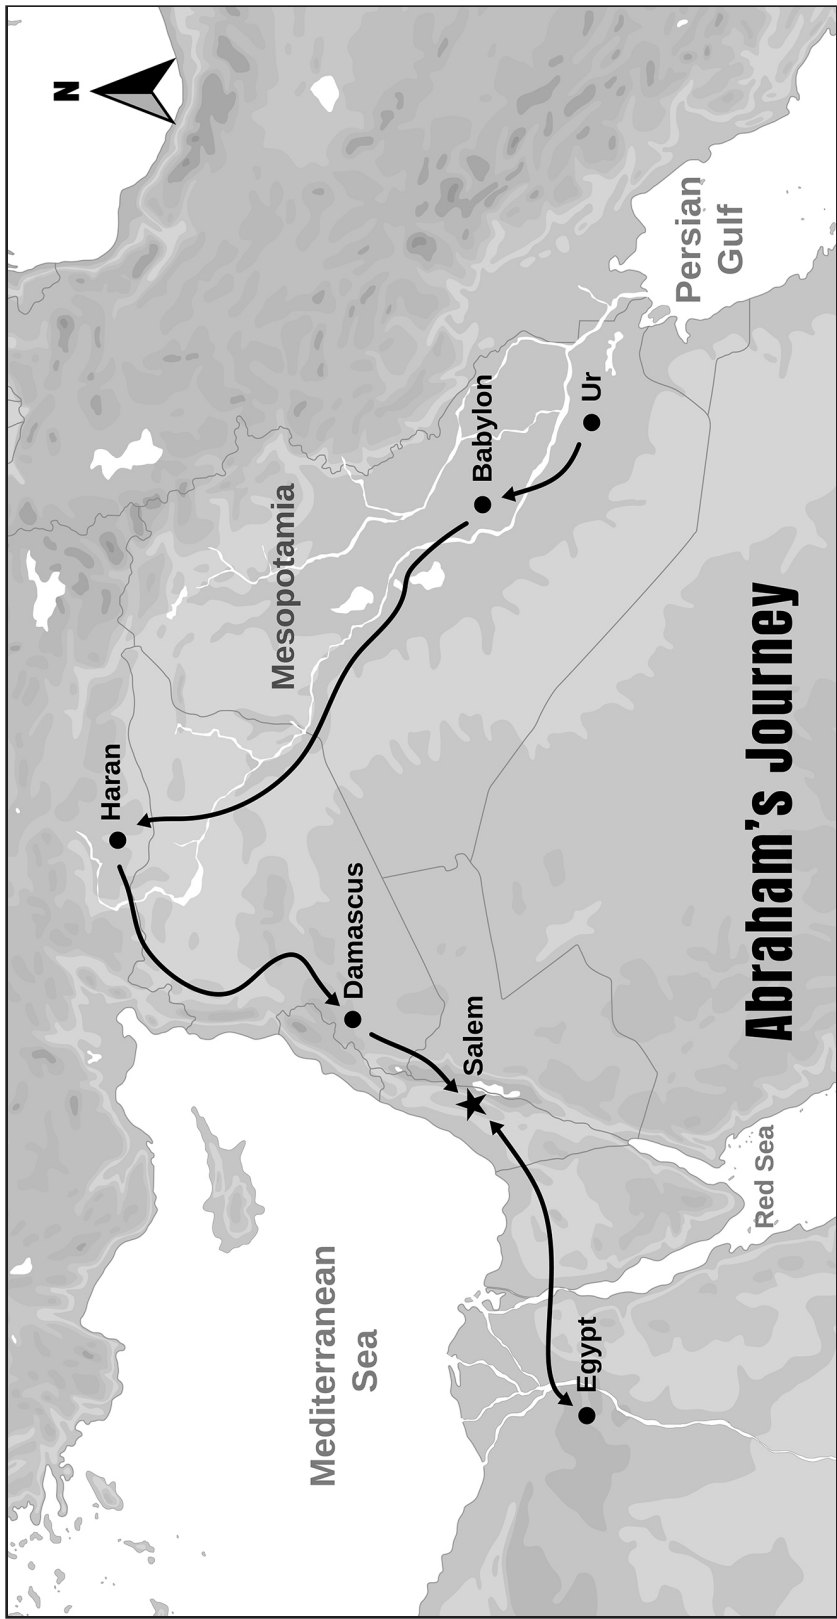 N
Haran
Mesopotamia
Babylon
Ur
Persian
Gulf
Damascus
Salem
Mediterranean
Sea
Egypt
Red Sea
Abraham’s Journey